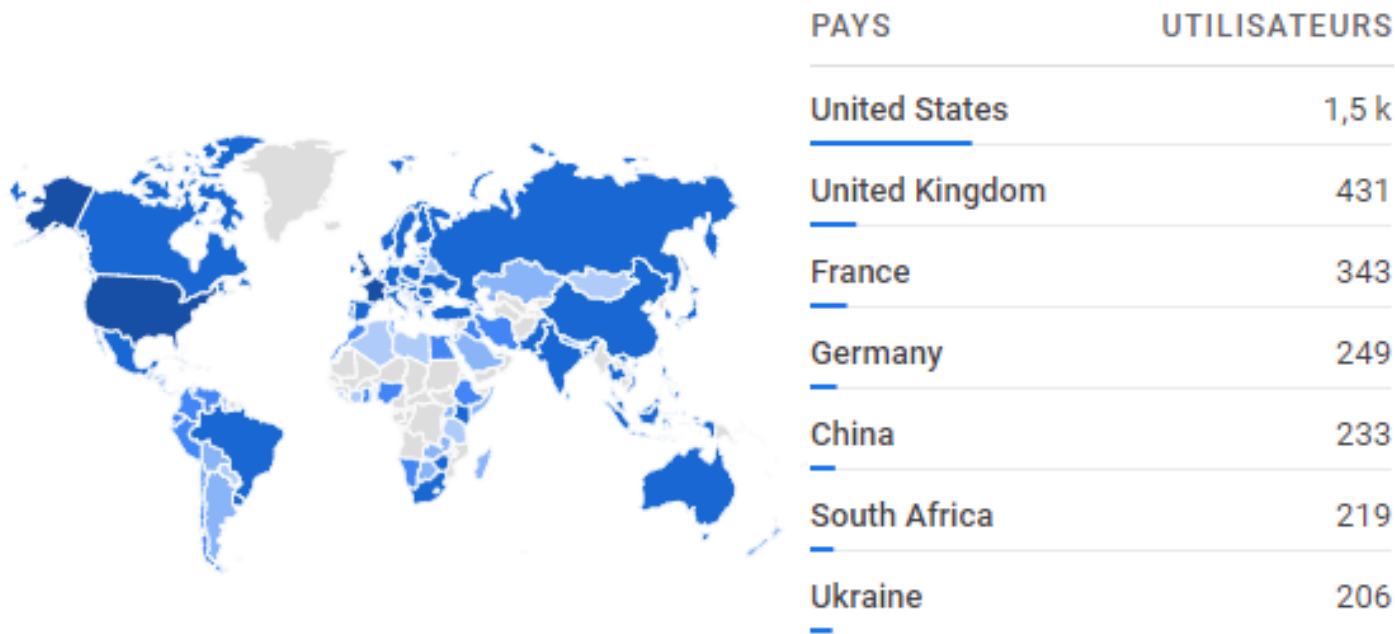 PAYS UTILISATEURS
United States 1,5 k
United Kingdom 431
France 343
Germany 249
China 233
South Africa 219
Ukraine 206